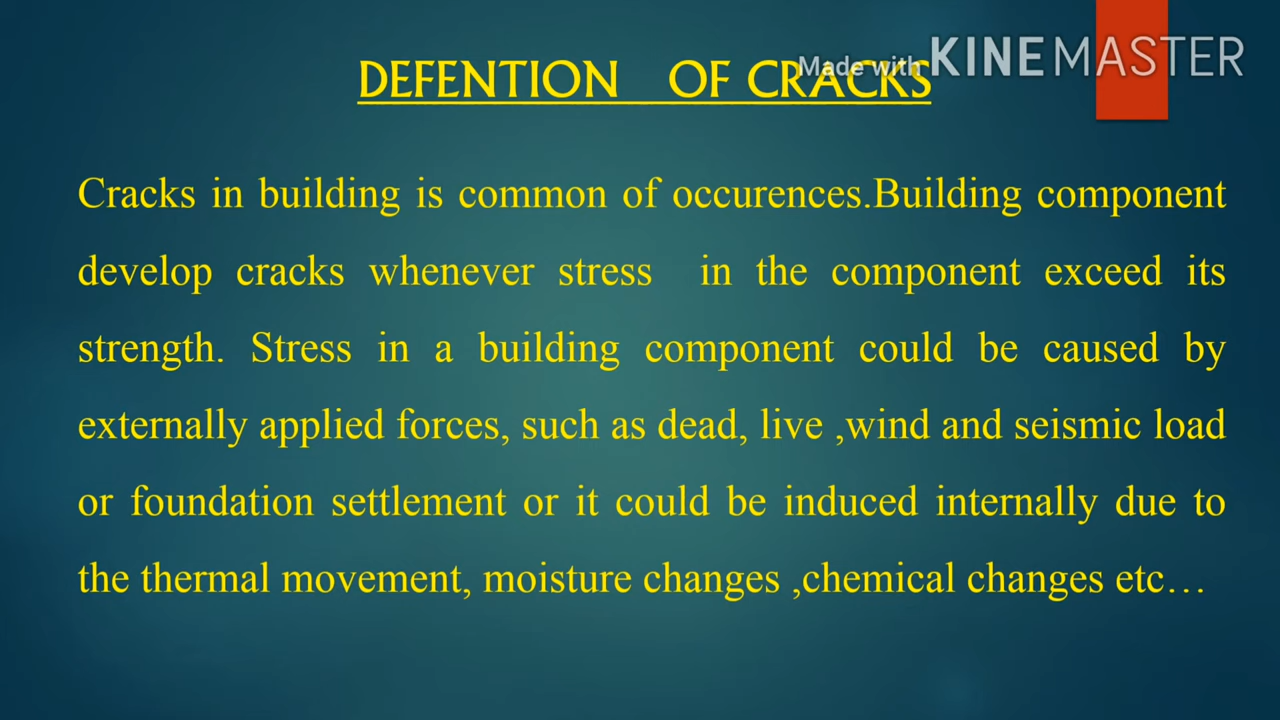 Made with KINEMASTER
DEFENTION OF CRACKS
Cracks in building is common of occurences.Building component
develop cracks whenever stress in the component exceed its
strength. Stress in a building component could be caused by
externally applied forces, such as dead, live ,wind and seismic load
or foundation settlement or it could be induced internally due to
the thermal movement, moisture changes ,chemical changes etc…